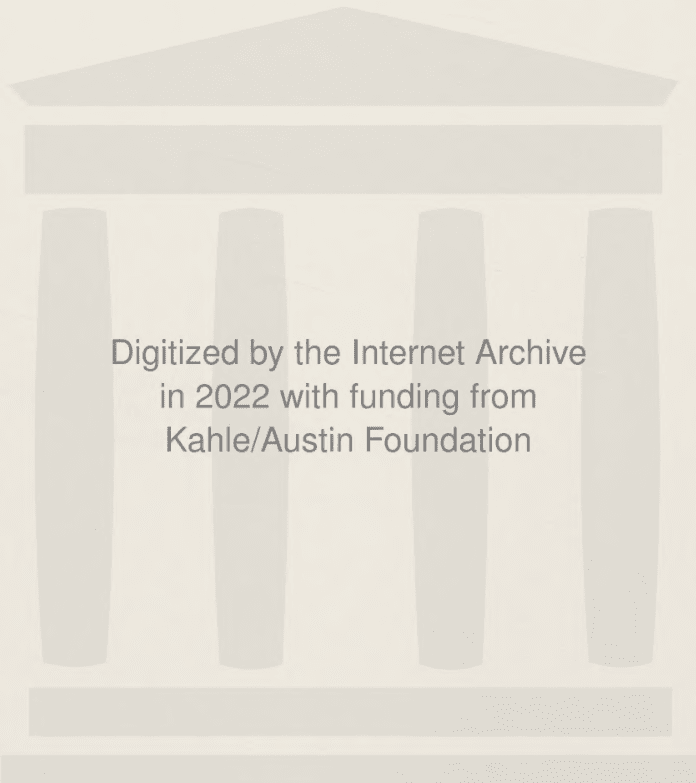 Digitized by the Internet Archive
in 2022 with funding from
Kahle/Austin Foundation